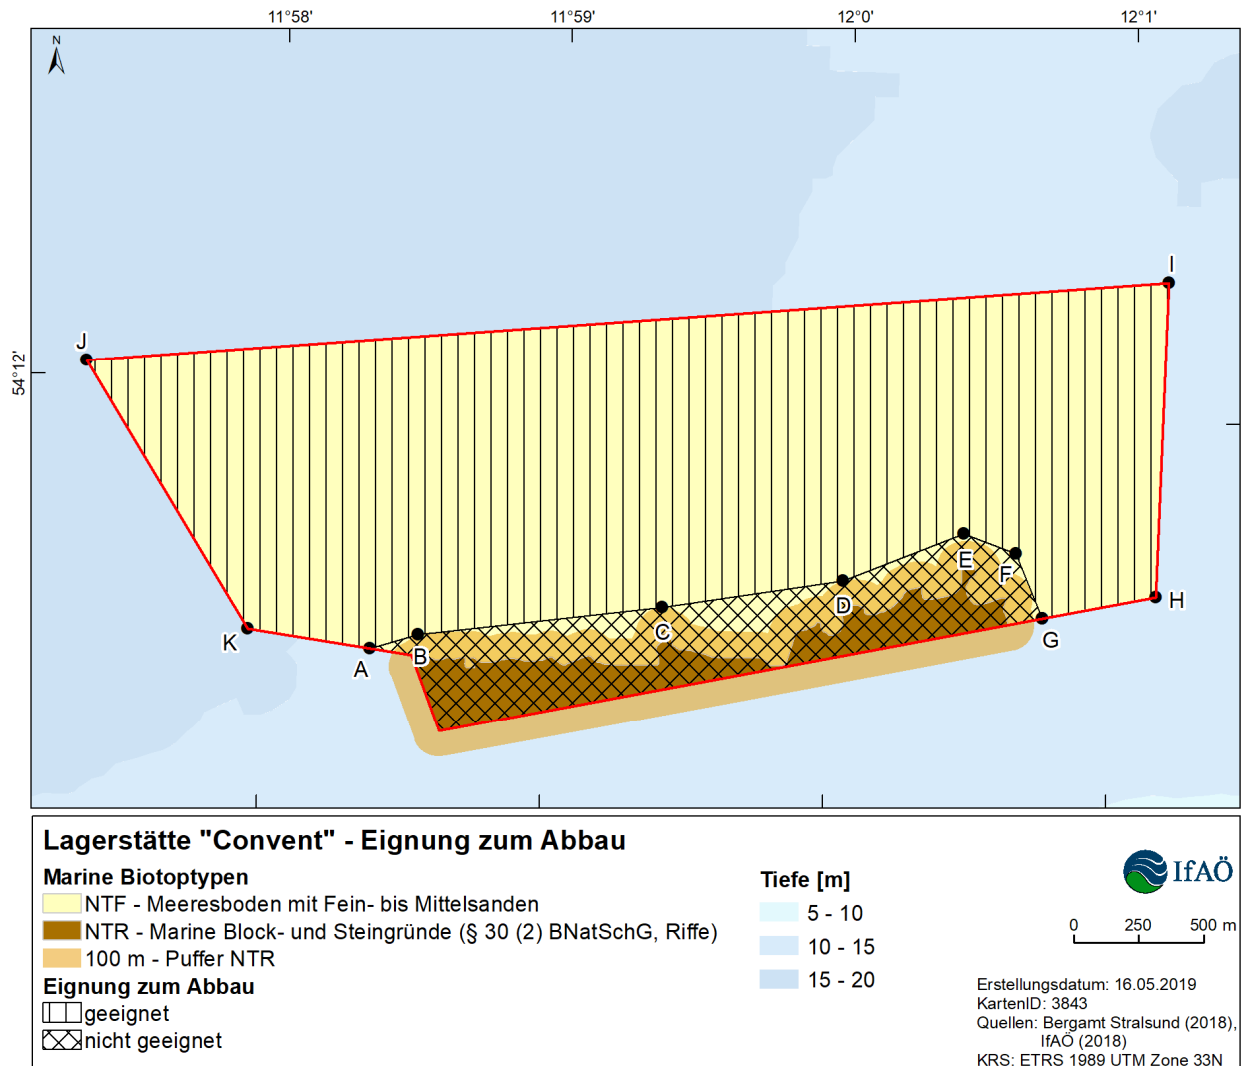 11°58' 11°59' 12°0' 12°1'
N
I
J
54°12'
E
F
D
C
H
K
A
B
G
Lagerstätte "Convent" - Eignung zum Abbau
Marine Biotoptypen
NTF - Meeresboden mit Fein- bis Mittelsanden
NTR - Marine Block- und Steingründe (§ 30 (2) BNatSchG, Riffe)
100 m - Puffer NTR
Eignung zum Abbau
geeignet
nicht geeignet
Tiefe [m]
5 - 10
10 - 15
15 - 20
IfAÖ
0 250 500 m
Erstellungsdatum: 16.05.2019
KartenID: 3843
Quellen: Bergamt Stralsund (2018),
IfAÖ (2018)
KRS: ETRS 1989 UTM Zone 33N